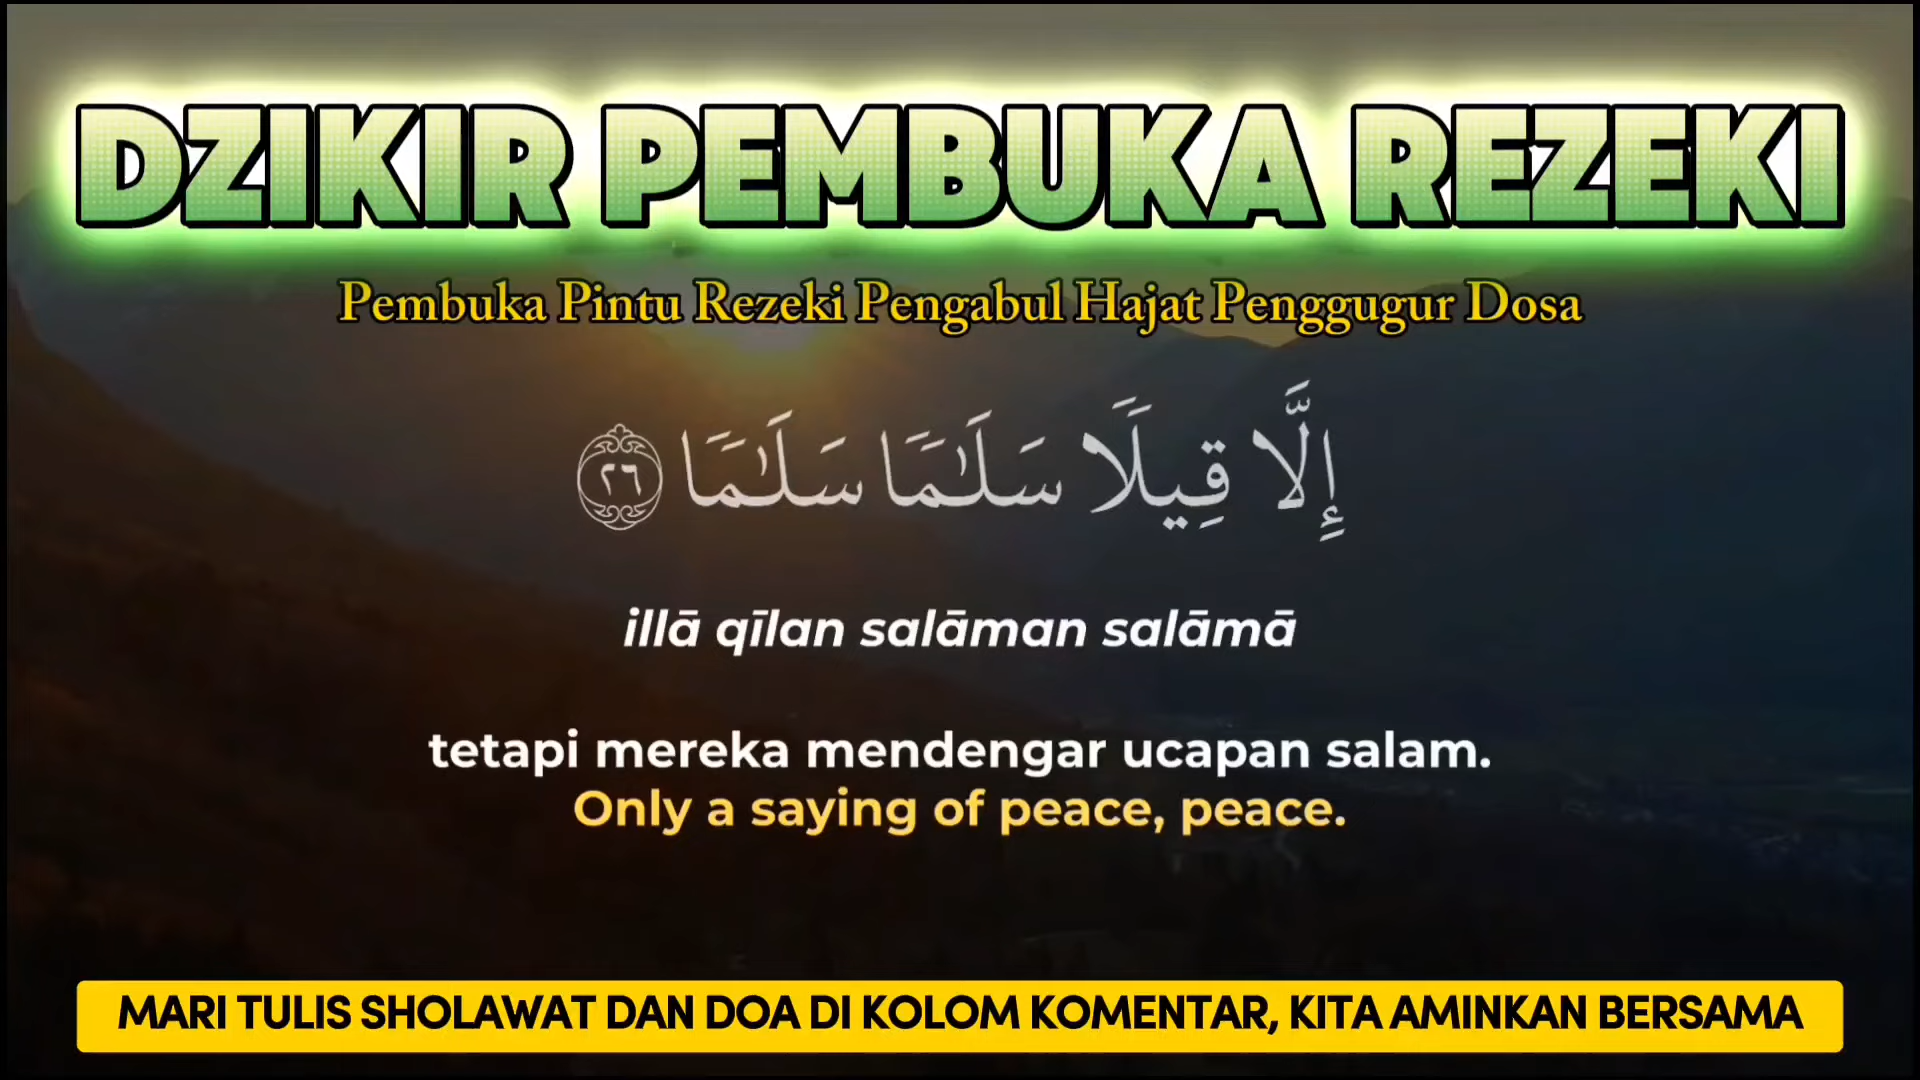 DZIKIR PEMBUKA REZEKI
Pembuka Pintu Rezeki Pengabul Hajat Penggugur Dosa
إِلَّا قِيلًا سَلَـٰمًا سَلَـٰمًا ٢٦
illā qīlan salāman salāmā
tetapi mereka mendengar ucapan salam.
Only a saying of peace, peace.
MARI TULIS SHOLAWAT DAN DOA DI KOLOM KOMENTAR, KITA AMINKAN BERSAMA